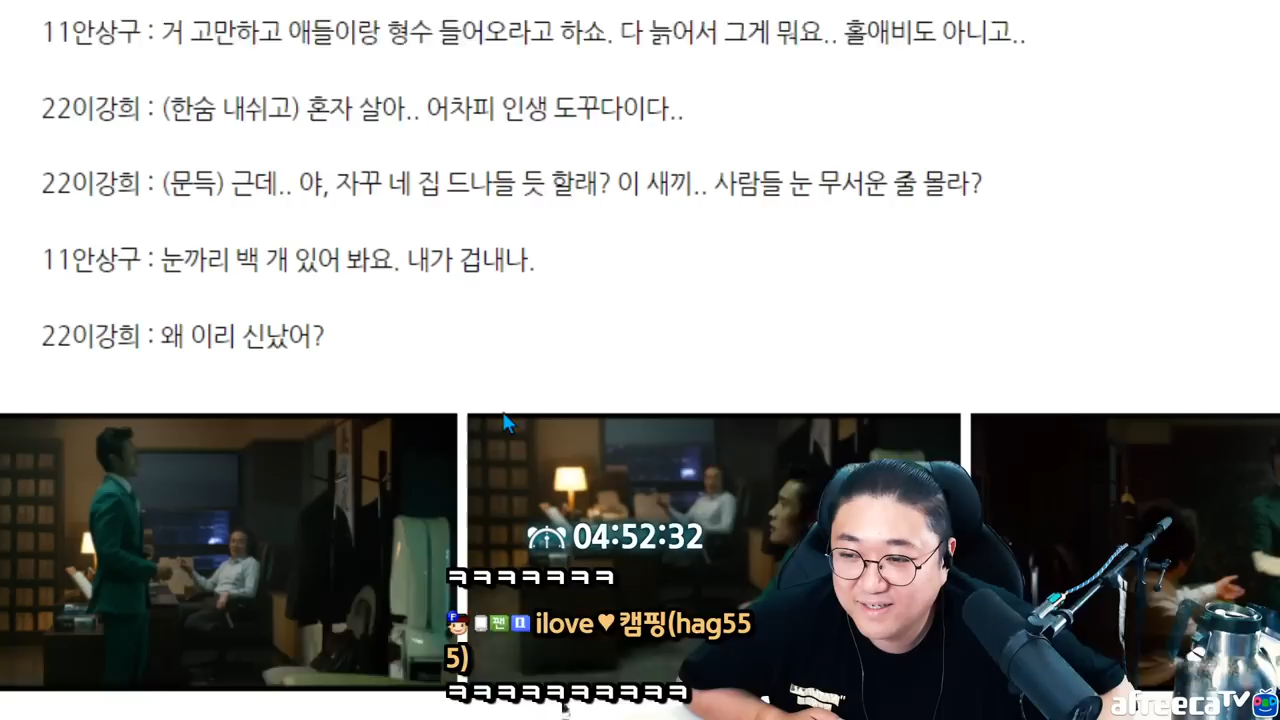 11안상구 : 거 고만하고 애들이랑 형수 들어오라고 하쇼. 다 늙어서 그게 뭐요.. 홀애비도 아니고..
22이강희 : (한숨 내쉬고) 혼자 살아.. 어차피 인생 도꾸다이다..
22이강희 : (문득) 근데.. 야, 자꾸 네 집 드나들 듯 할래? 이 새끼.. 사람들 눈 무서운 줄 몰라?
11안상구 : 눈까리 백 개 있어 봐요. 내가 겁내나.
22이강희 : 왜 이리 신났어?
04:52:32
ㅋㅋㅋㅋㅋㅋㅋ
F 팬 ilove♥캠핑(hag55
5)
ㅋㅋㅋㅋㅋㅋㅋㅋㅋㅋ
afreecaTV